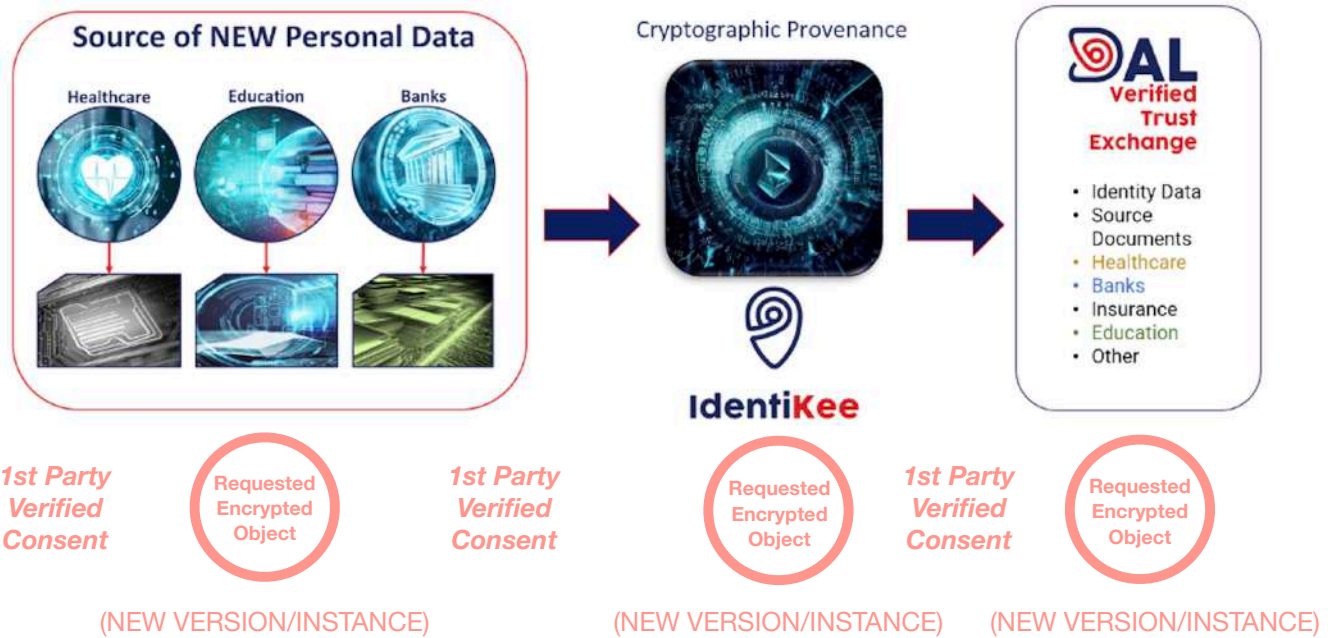 Source of NEW Personal Data
Healthcare
Education
Banks
Cryptographic Provenance
IdentiKee
DAL
Verified
Trust
Exchange
• Identity Data
• Source
Documents
• Healthcare
• Banks
• Insurance
• Education
• Other
1st Party
Verified
Consent
Requested
Encrypted
Object
1st Party
Verified
Consent
Requested
Encrypted
Object
1st Party
Verified
Consent
Requested
Encrypted
Object
(NEW VERSION/INSTANCE)
(NEW VERSION/INSTANCE)
(NEW VERSION/INSTANCE)